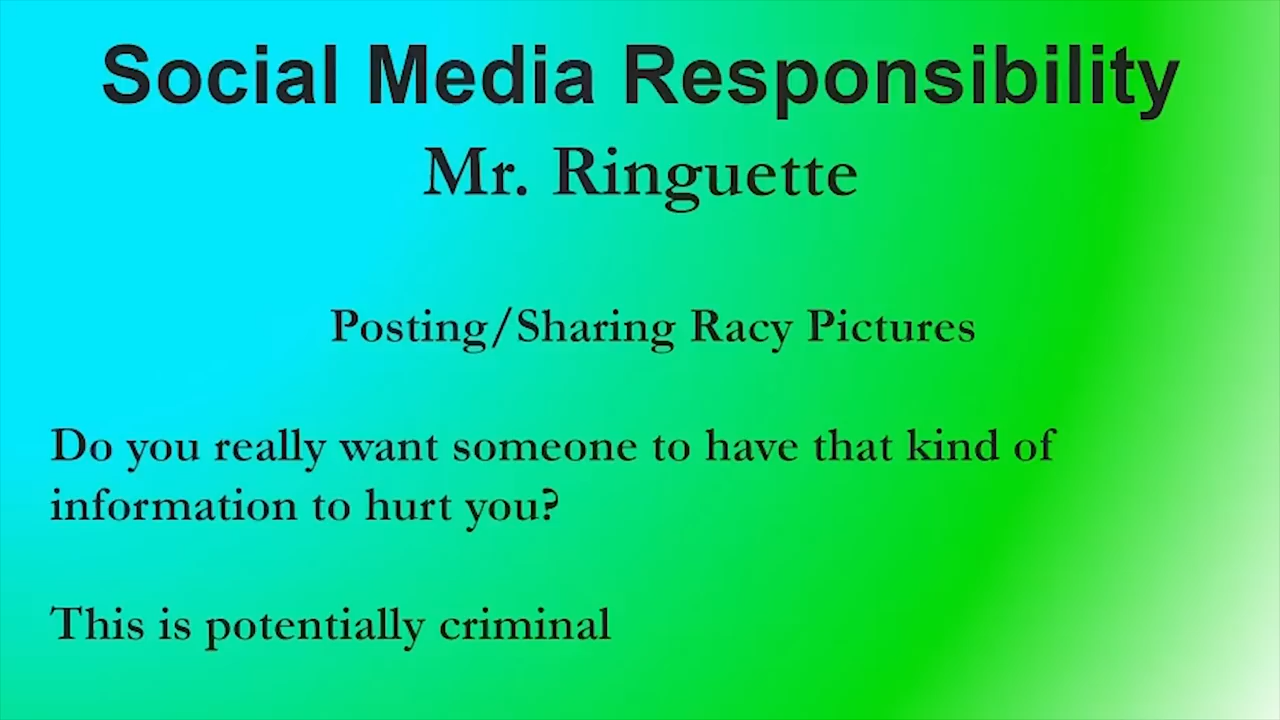 Social Media Responsibility
Mr. Ringuette
Posting/Sharing Racy Pictures
Do you really want someone to have that kind of
information to hurt you?
This is potentially criminal